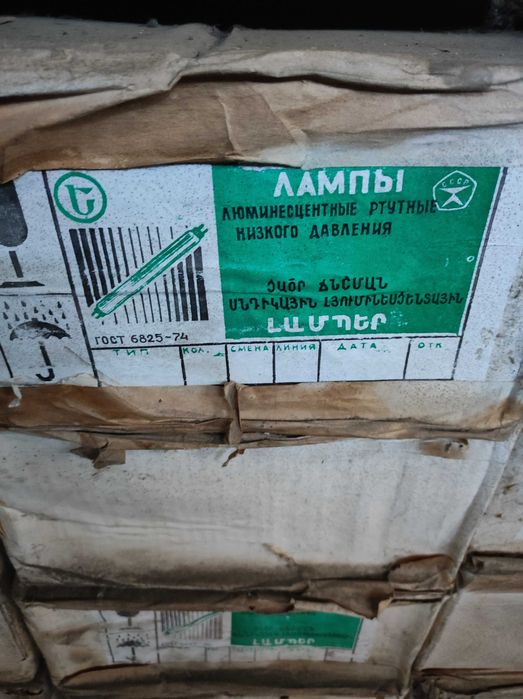 ЛАМПЫ
СССР
ЛЮМИНЕСЦЕНТНЫЕ РТУТНЫЕ
НИЗКОГО ДАВЛЕНИЯ
ՑԱԾՐ ՃՆՇՄԱՆ
ՍՆԴԻԿԱՅԻՆ ԼՅՈՒՄԻՆԵՍՑԵՆՏԱՅԻՆ
ԼԱՄՊԵՐ
ГОСТ 6825-74
ТИП КОЛ. СМЕНА ЛИНИЯ ДАТА ОТК
ԼԱՄՊԵՐ